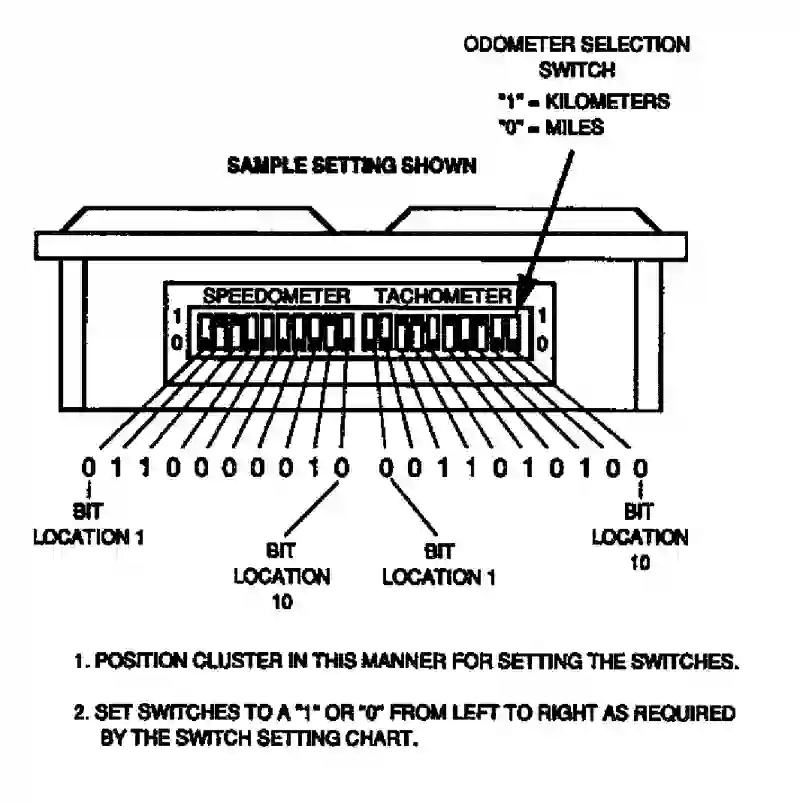 ODOMETER SELECTION
SWITCH
"1" = KILOMETERS
"0" = MILES
SAMPLE SETTING SHOWN
SPEEDOMETER TACHOMETER
1 1
0 0
0 1 1 0 0 0 0 0 1 0 0 0 1 1 0 1 0 1 0 0
BIT
LOCATION 1
BIT
LOCATION
10
BIT
LOCATION 1
BIT
LOCATION
10
1. POSITION CLUSTER IN THIS MANNER FOR SETTING THE SWITCHES.
2. SET SWITCHES TO A "1" OR "0" FROM LEFT TO RIGHT AS REQUIRED
BY THE SWITCH SETTING CHART.